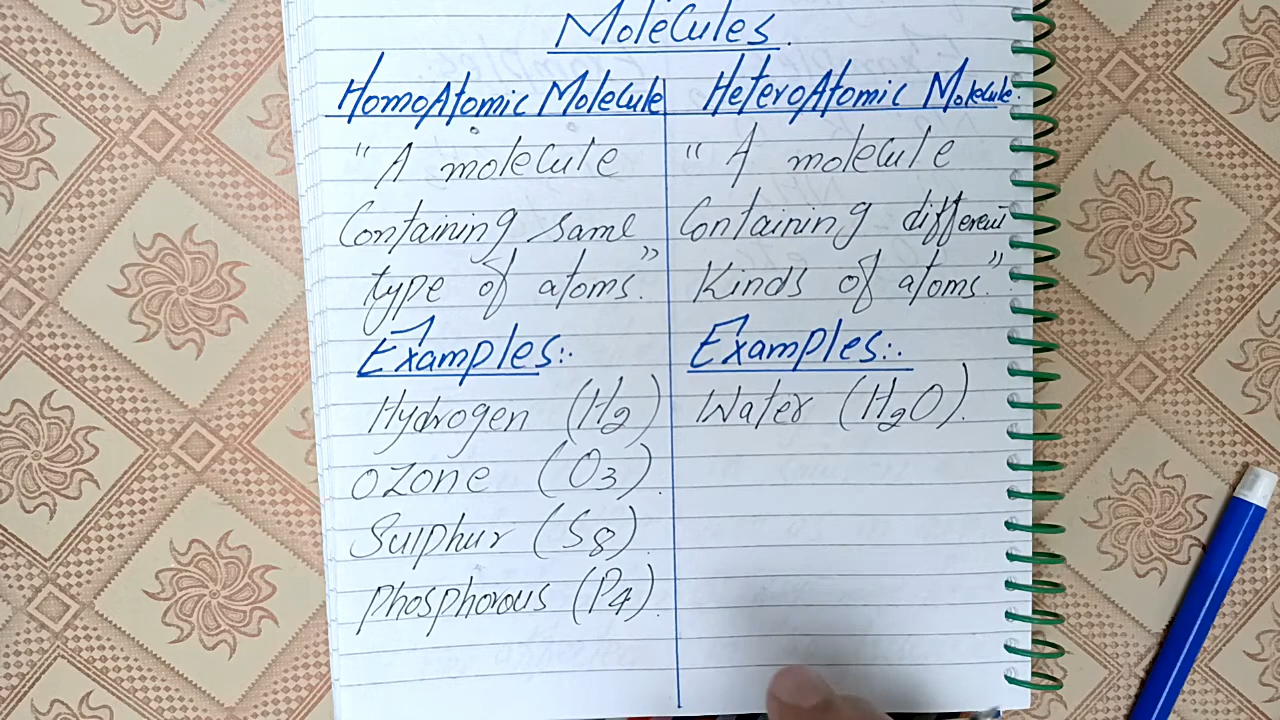 Molecules.
HomoAtomic Molecule
"A molecule
Containing same
type of atoms."
Examples:.
Hydrogen (H2)
Ozone (O3).
Sulphur (S8).
Phosphorous (P4).
HeteroAtomic Molecule.
"A molecule
Containing different
Kinds of atoms."
Examples:.
Water (H2O).